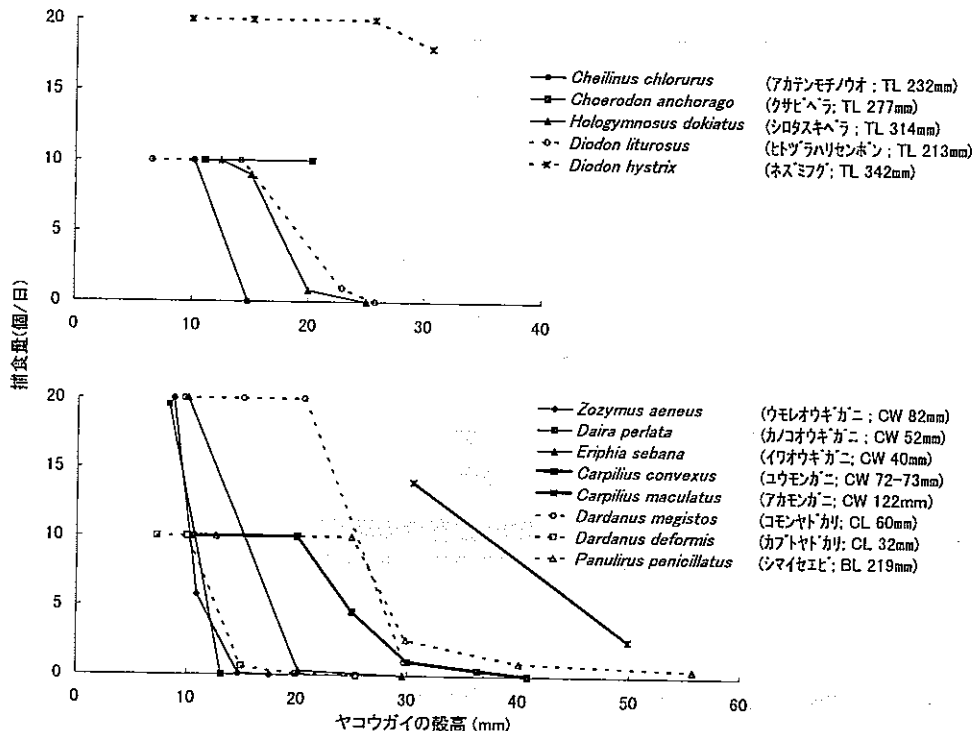 20
15
10
5
0
0 10 20 30 40
Cheilinus chlorurus (アカテンモチノウオ ; TL 232mm)
Choerodon anchorago (クサビベラ; TL 277mm)
Hologymnosus dokiatus (シロタスキベラ ; TL 314mm)
Diodon liturosus (ヒトヅラハリセンボン ; TL 213mm)
Diodon hystrix (ネズミフグ; TL 342mm)
捕食量(個/日)
20
15
10
5
0
0 10 20 30 40 50 60
Zozymus aeneus (ウモレオウギガニ ; CW 82mm)
Daira perlata (カノコオウギガニ ; CW 52mm)
Eriphia sebana (イワオウギガニ; CW 40mm)
Carpilius convexus (ユウモンガニ; CW 72-73mm)
Carpilius maculatus (アカモンガニ; CW 122mm)
Dardanus megistos (コモンヤドカリ; CL 60mm)
Dardanus deformis (カブトヤドカリ; CL 32mm)
Panulirus penicillatus (シマイセエビ; BL 219mm)
ヤコウガイの殻高 (mm)